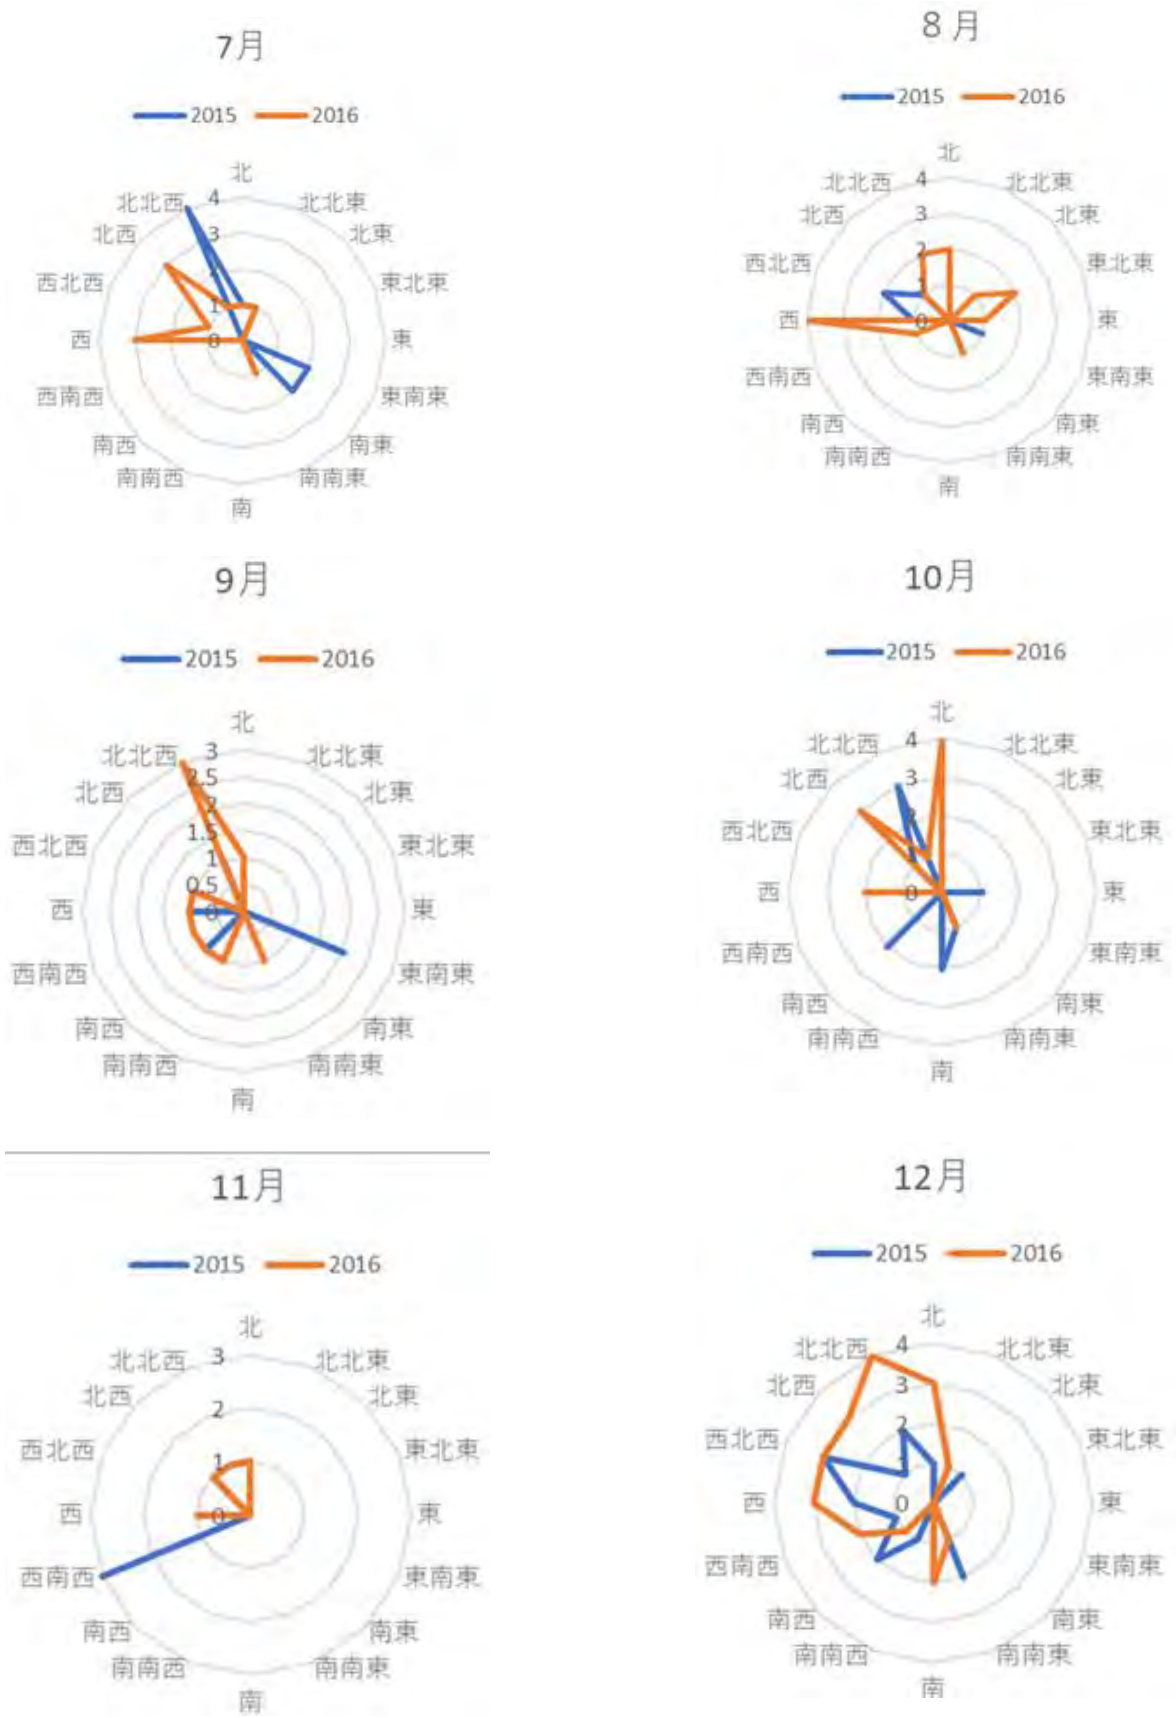 7月
2015 2016
北
4
北北西 北北東
3
北西 北東
2
西北西 東北東
1
西 0 東
西南西 東南東
南西 南東
南南西 南南東
南
8月
2015 2016
北
4
北北西 北北東
3
北西 北東
2
西北西 東北東
1
西 0 東
西南西 東南東
南西 南東
南南西 南南東
南
9月
2015 2016
北
3
北北西 北北東
2.5
北西 北東
2
1.5
西北西 東北東
1
0.5
西 0 東
西南西 東南東
南西 南東
南南西 南南東
南
10月
2015 2016
北
4
北北西 北北東
3
北西 北東
2
西北西 東北東
1
西 0 東
西南西 東南東
南西 南東
南南西 南南東
南
11月
2015 2016
北
3
北北西 北北東
北西 北東
2
西北西 東北東
1
西 0 東
西南西 東南東
南西 南東
南南西 南南東
南
12月
2015 2016
北
4
北北西 北北東
3
北西 北東
2
西北西 東北東
1
西 0 東
西南西 東南東
南西 南東
南南西 南南東
南